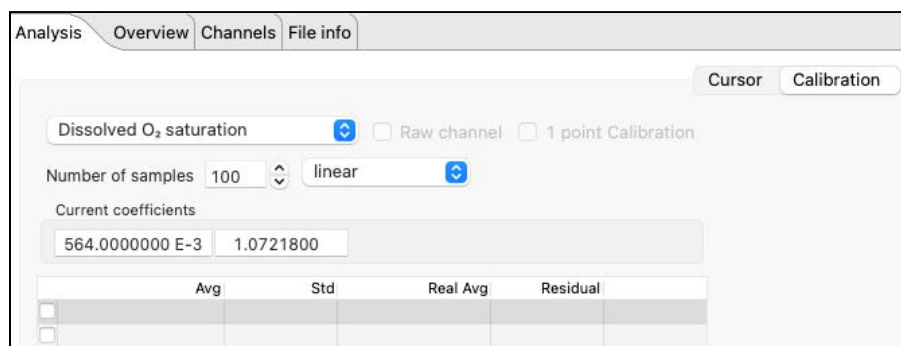 Analysis Overview Channels File info
Cursor Calibration
Dissolved O₂ saturation Raw channel 1 point Calibration
Number of samples 100 linear
Current coefficients
564.0000000 E-3 1.0721800
Avg Std Real Avg Residual